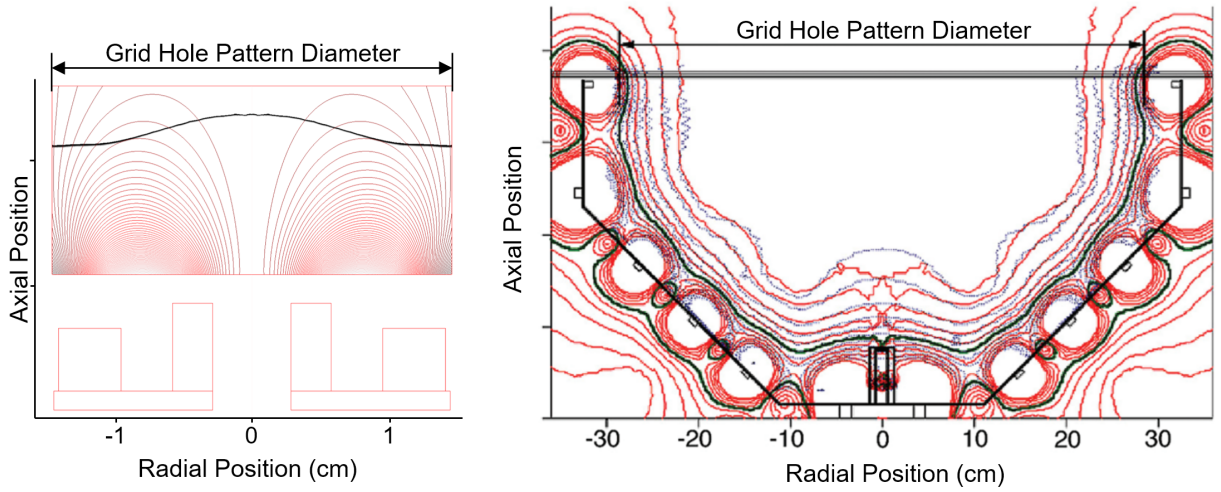 Grid Hole Pattern Diameter
Axial Position
-1 0 1
Radial Position (cm)
Grid Hole Pattern Diameter
Axial Position
-30 -20 -10 0 10 20 30
Radial Position (cm)